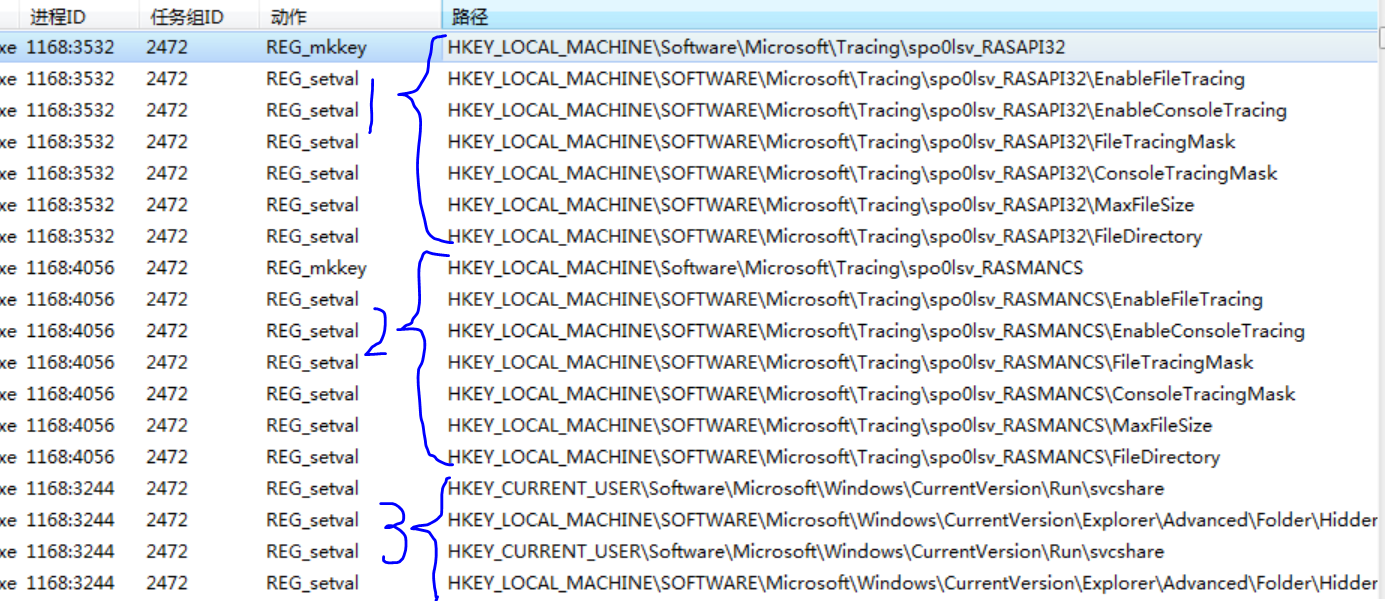 进程ID 任务组ID 动作 路径
xe 1168:3532 2472 REG_mkkey HKEY_LOCAL_MACHINE\Software\Microsoft\Tracing\spo0lsv_RASAPI32
xe 1168:3532 2472 REG_setval HKEY_LOCAL_MACHINE\SOFTWARE\Microsoft\Tracing\spo0lsv_RASAPI32\EnableFileTracing
xe 1168:3532 2472 REG_setval 1 HKEY_LOCAL_MACHINE\SOFTWARE\Microsoft\Tracing\spo0lsv_RASAPI32\EnableConsoleTracing
xe 1168:3532 2472 REG_setval HKEY_LOCAL_MACHINE\SOFTWARE\Microsoft\Tracing\spo0lsv_RASAPI32\FileTracingMask
xe 1168:3532 2472 REG_setval HKEY_LOCAL_MACHINE\SOFTWARE\Microsoft\Tracing\spo0lsv_RASAPI32\ConsoleTracingMask
xe 1168:3532 2472 REG_setval HKEY_LOCAL_MACHINE\SOFTWARE\Microsoft\Tracing\spo0lsv_RASAPI32\MaxFileSize
xe 1168:3532 2472 REG_setval HKEY_LOCAL_MACHINE\SOFTWARE\Microsoft\Tracing\spo0lsv_RASAPI32\FileDirectory
xe 1168:4056 2472 REG_mkkey HKEY_LOCAL_MACHINE\Software\Microsoft\Tracing\spo0lsv_RASMANCS
xe 1168:4056 2472 REG_setval HKEY_LOCAL_MACHINE\SOFTWARE\Microsoft\Tracing\spo0lsv_RASMANCS\EnableFileTracing
xe 1168:4056 2472 REG_setval 2 HKEY_LOCAL_MACHINE\SOFTWARE\Microsoft\Tracing\spo0lsv_RASMANCS\EnableConsoleTracing
xe 1168:4056 2472 REG_setval HKEY_LOCAL_MACHINE\SOFTWARE\Microsoft\Tracing\spo0lsv_RASMANCS\FileTracingMask
xe 1168:4056 2472 REG_setval HKEY_LOCAL_MACHINE\SOFTWARE\Microsoft\Tracing\spo0lsv_RASMANCS\ConsoleTracingMask
xe 1168:4056 2472 REG_setval HKEY_LOCAL_MACHINE\SOFTWARE\Microsoft\Tracing\spo0lsv_RASMANCS\MaxFileSize
xe 1168:4056 2472 REG_setval HKEY_LOCAL_MACHINE\SOFTWARE\Microsoft\Tracing\spo0lsv_RASMANCS\FileDirectory
xe 1168:3244 2472 REG_setval HKEY_CURRENT_USER\Software\Microsoft\Windows\CurrentVersion\Run\svcshare
xe 1168:3244 2472 REG_setval 3 HKEY_LOCAL_MACHINE\SOFTWARE\Microsoft\Windows\CurrentVersion\Explorer\Advanced\Folder\Hidden
xe 1168:3244 2472 REG_setval HKEY_CURRENT_USER\Software\Microsoft\Windows\CurrentVersion\Run\svcshare
xe 1168:3244 2472 REG_setval HKEY_LOCAL_MACHINE\SOFTWARE\Microsoft\Windows\CurrentVersion\Explorer\Advanced\Folder\Hidden